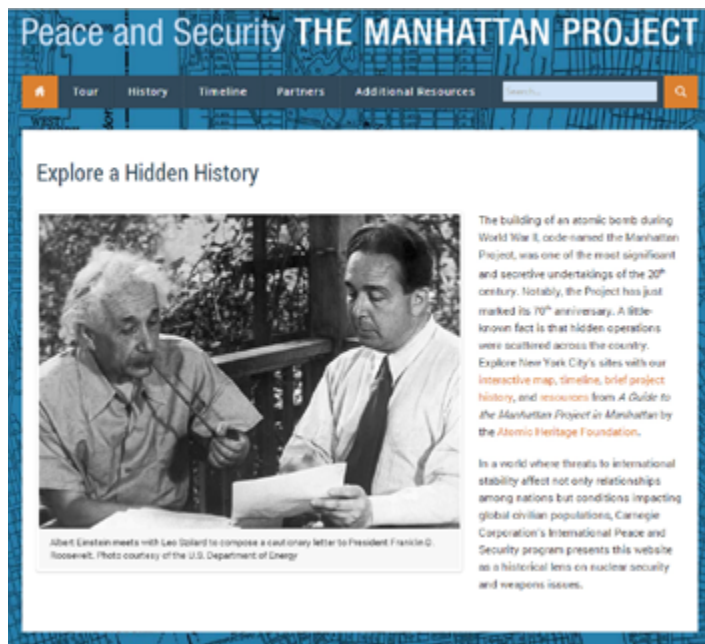 Peace and Security THE MANHATTAN PROJECT
Tour History Timeline Partners Additional Resources Search...
WEST
Explore a Hidden History
The building of an atomic bomb during
World War II, code-named the Manhattan
Project, was one of the most significant
and secretive undertakings of the 20th
century. Notably, the Project has just
marked its 70th anniversary. A little-
known fact is that hidden operations
were scattered across the country.
Explore New York City's sites with our
interactive map, timeline, brief project
history, and resources from A Guide to
the Manhattan Project in Manhattan by
the Atomic Heritage Foundation.
In a world where threats to international
stability affect not only relationships
among nations but conditions impacting
global civilian populations, Carnegie
Corporation's International Peace and
Security program presents this website
as a historical lens on nuclear security
and weapons issues.
Albert Einstein meets with Leo Szilard to compose a cautionary letter to President Franklin D.
Roosevelt. Photo courtesy of the U.S. Department of Energy